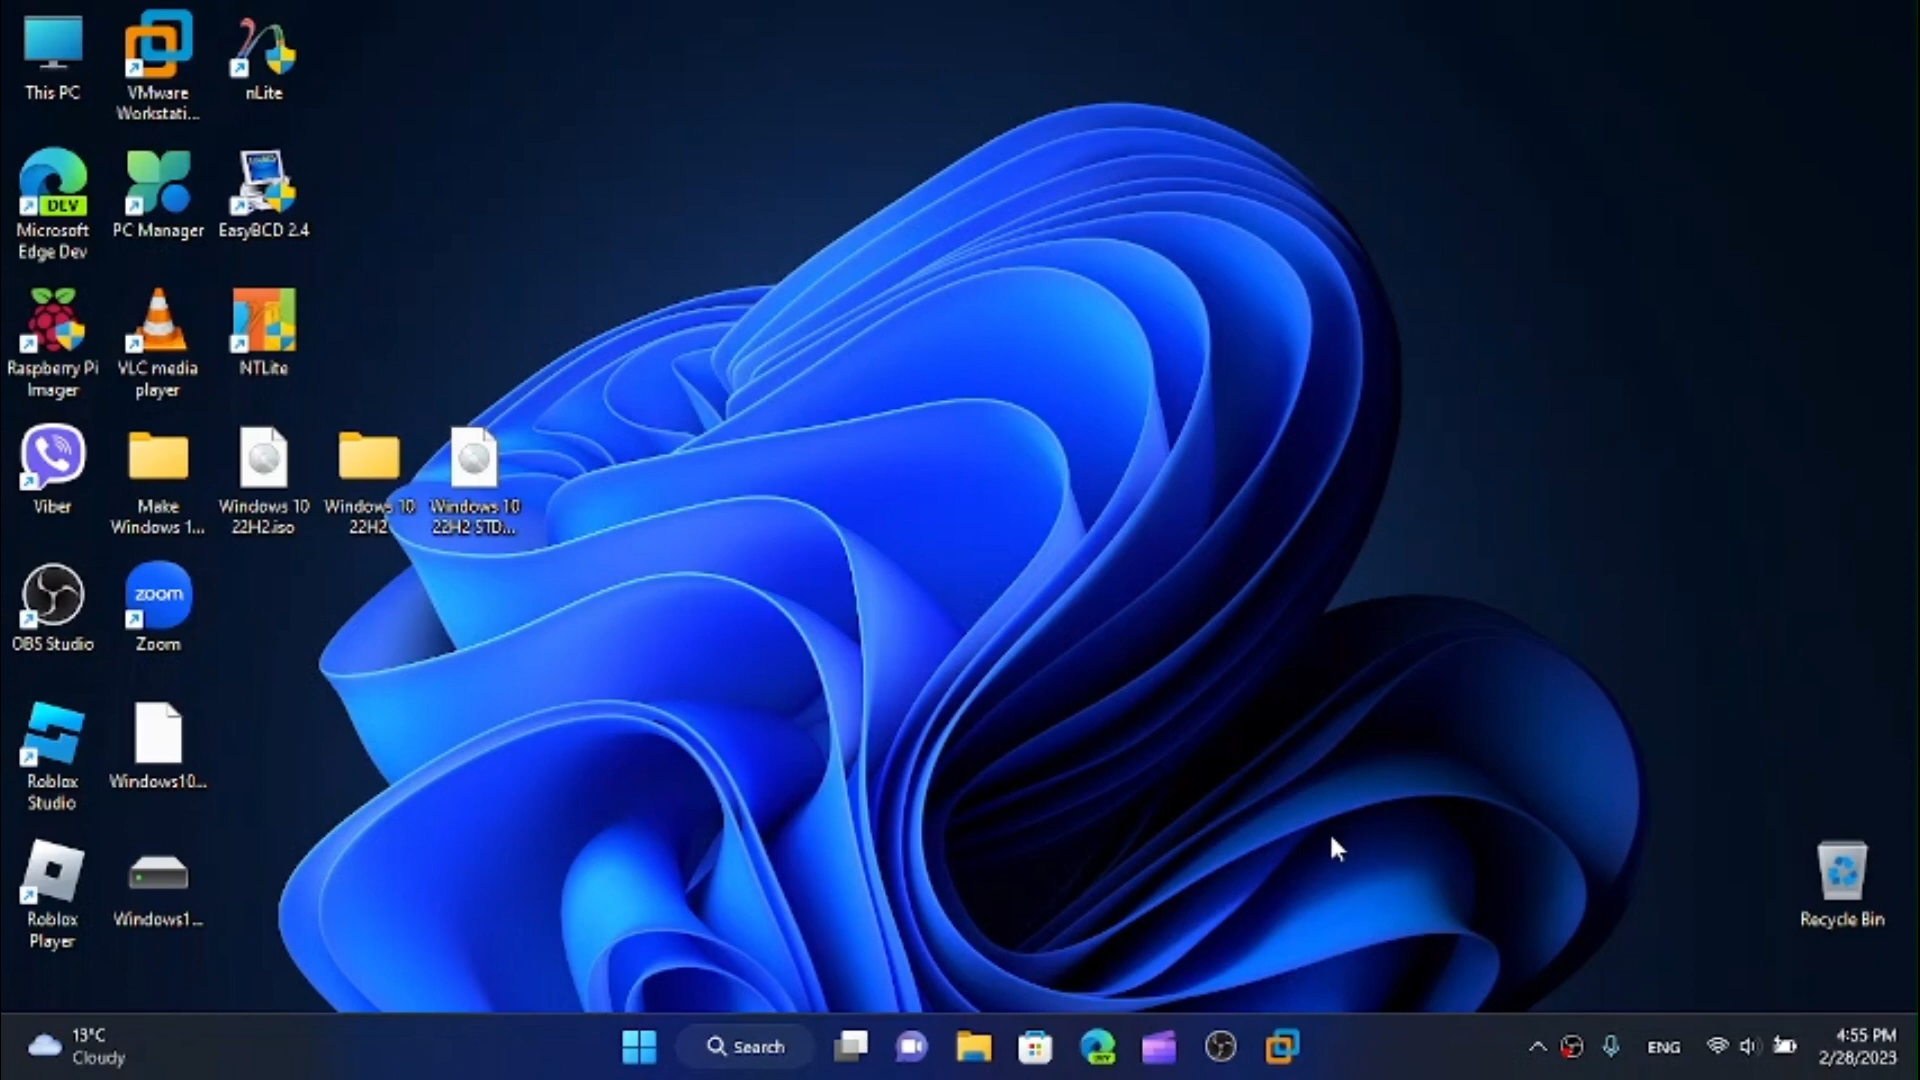 This PC
VMware
Workstati...
nLite
DEV
Microsoft
Edge Dev
PC Manager
EasyBCD 2.4
Raspberry Pi
Imager
VLC media
player
NTLite
Viber
Make
Windows 1...
Windows 10
22H2.iso
Windows 10
22H2
Windows 10
22H2 STD...
OBS Studio
zoom
Zoom
Roblox
Studio
Windows10...
Roblox
Player
Windows1...
Recycle Bin
13°C
Cloudy
Search
ENG
4:55 PM
2/28/2023